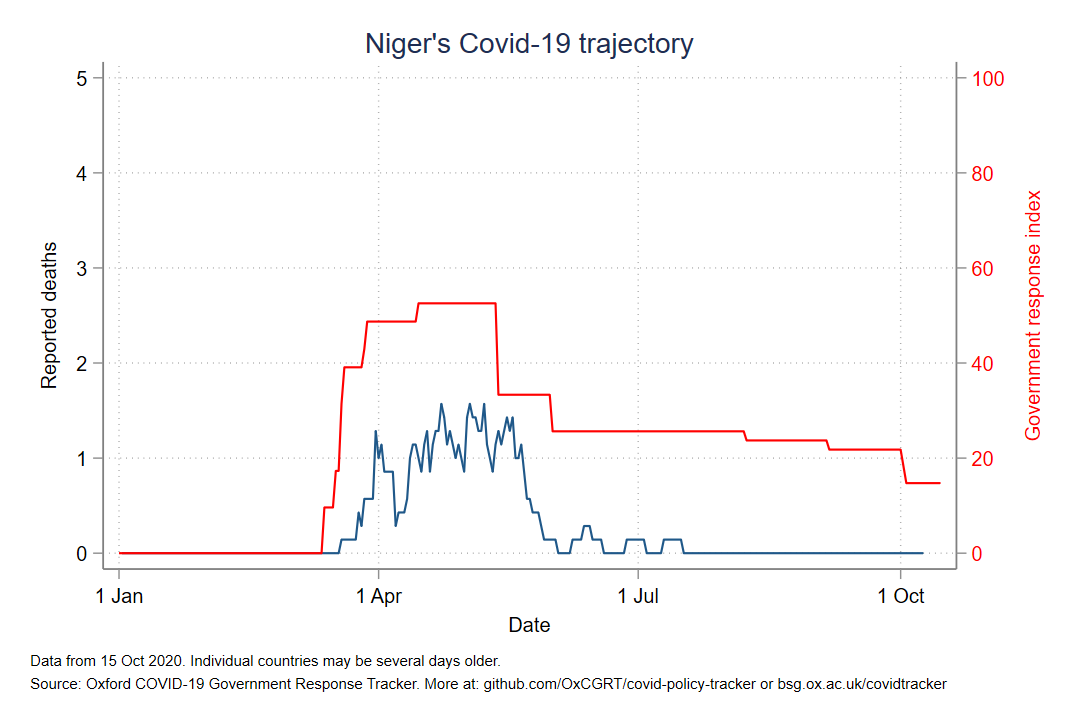 Niger's Covid-19 trajectory
5
4
3
2
1
0
Reported deaths
100
80
60
40
20
0
Government response index
1 Jan
1 Apr
1 Jul
1 Oct
Date
Data from 15 Oct 2020. Individual countries may be several days older.
Source: Oxford COVID-19 Government Response Tracker. More at: github.com/OxCGRT/covid-policy-tracker or bsg.ox.ac.uk/covidtracker